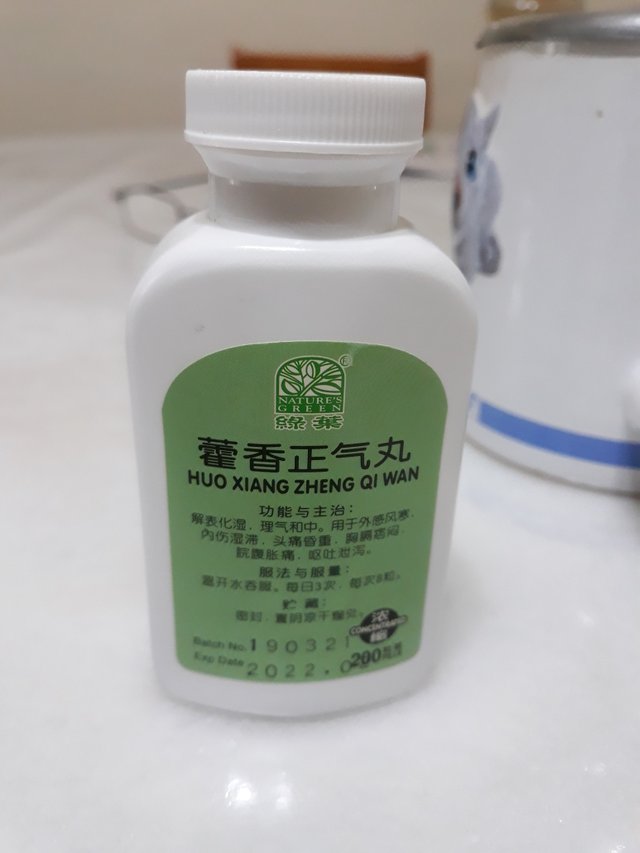 NATURE'S
GREEN
綠葉
藿香正气丸
HUO XIANG ZHENG QI WAN
功能与主治:
解表化湿，理气和中。用于外感风寒，
内伤湿滞，头痛昏重，胸膈痞闷，
脘腹胀痛，呕吐泄泻。
服法与服量:
温开水吞服。每日3次，每次8粒。
贮藏:
密封，置阴凉干燥处。
浓缩
CONCENTRATED
Batch No. 190321
Exp Date 2022.0
200